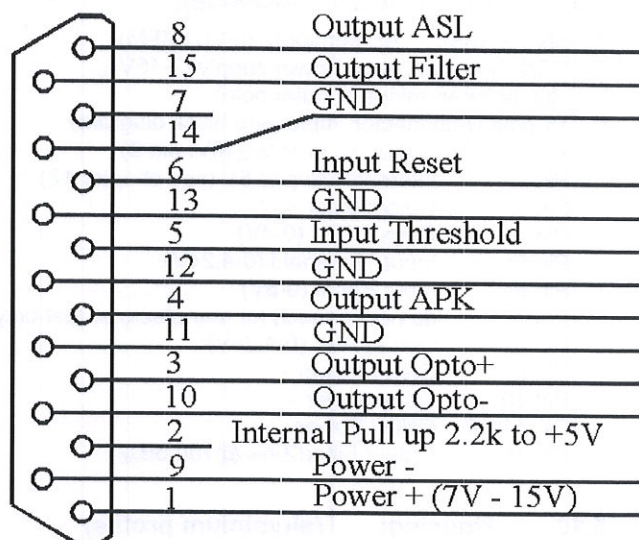 8 Output ASL
15 Output Filter
7 GND
14
6 Input Reset
13 GND
5 Input Threshold
12 GND
4 Output APK
11 GND
3 Output Opto+
10 Output Opto-
2 Internal Pull up 2.2k to +5V
9 Power -
1 Power + (7V - 15V)